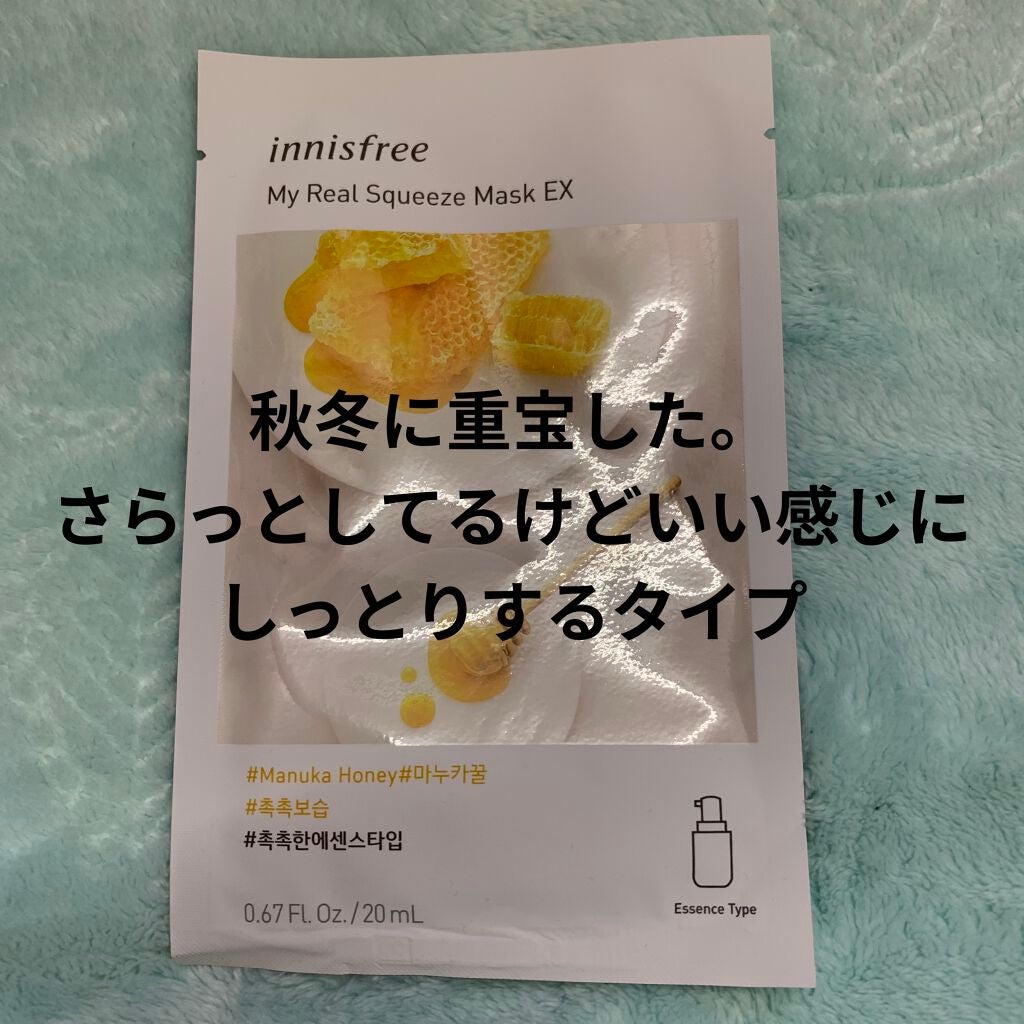 innisfree
My Real Squeeze Mask EX
秋冬に重宝した。
さらっとしてるけどいい感じに
しっとりするタイプ
#Manuka Honey#마누카꿀
#촉촉보습
#촉촉한에센스타입
0.67 Fl. Oz. / 20 mL
Essence Type